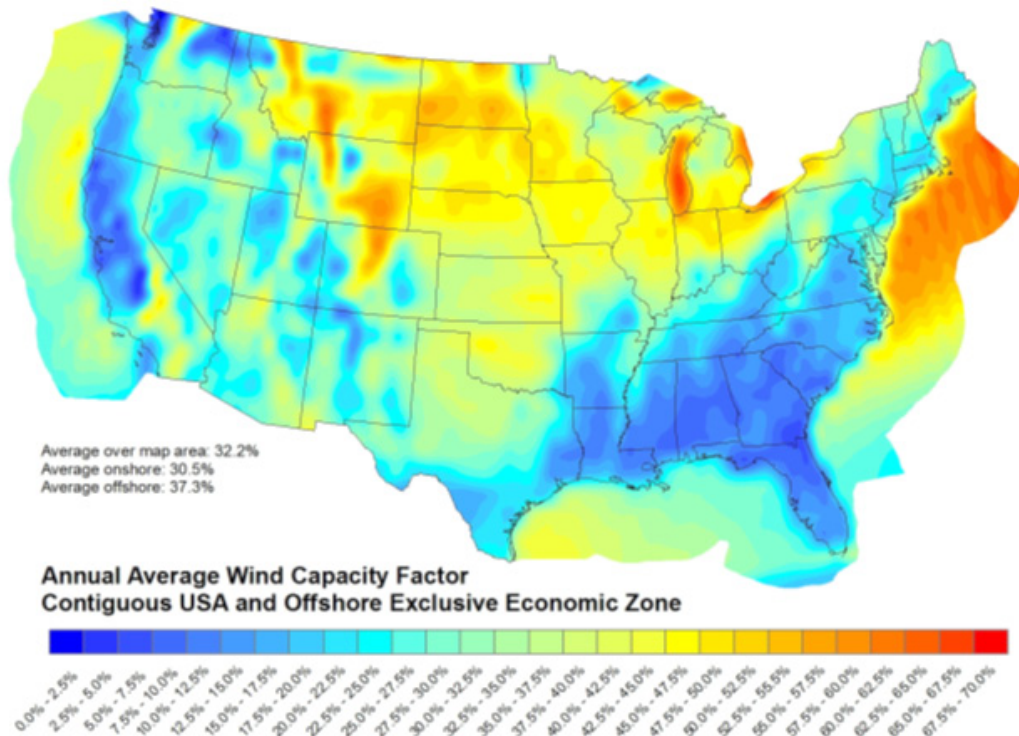 Average over map area: 32.2%
Average onshore: 30.5%
Average offshore: 37.3%
Annual Average Wind Capacity Factor
Contiguous USA and Offshore Exclusive Economic Zone
0.0% - 2.5%
2.5% - 5.0%
5.0% - 7.5%
7.5% - 10.0%
10.0% - 12.5%
12.5% - 15.0%
15.0% - 17.5%
17.5% - 20.0%
20.0% - 22.5%
22.5% - 25.0%
25.0% - 27.5%
27.5% - 30.0%
30.0% - 32.5%
32.5% - 35.0%
35.0% - 37.5%
37.5% - 40.0%
40.0% - 42.5%
42.5% - 45.0%
45.0% - 47.5%
47.5% - 50.0%
50.0% - 52.5%
52.5% - 55.5%
55.0% - 57.5%
57.5% - 60.0%
60.0% - 62.5%
62.5% - 65.0%
65.0% - 67.5%
67.5% - 70.0%